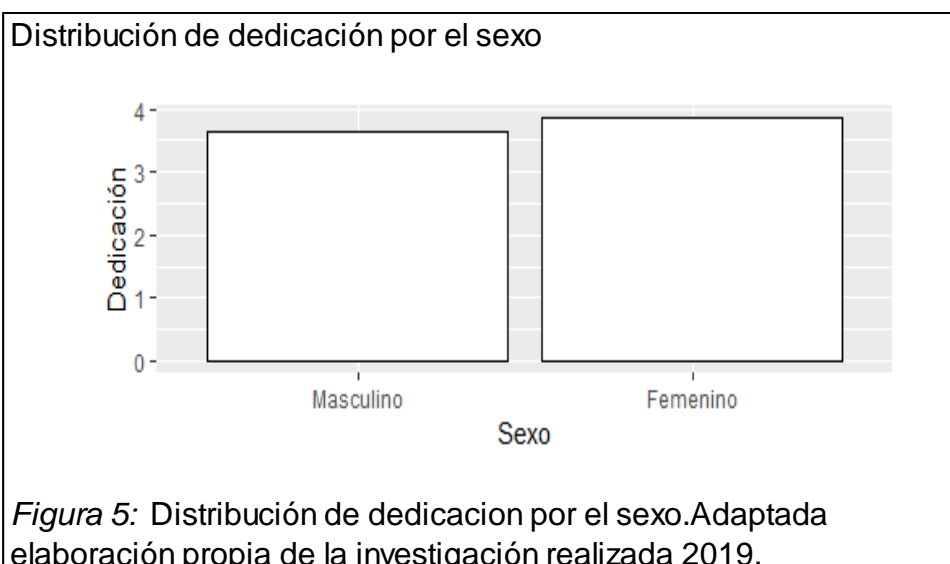 Distribución de dedicación por el sexo
4
3
2
1
0
Dedicación
Masculino Femenino
Sexo
Figura 5: Distribución de dedicacion por el sexo.Adaptada
elaboración propia de la investigación realizada 2019.